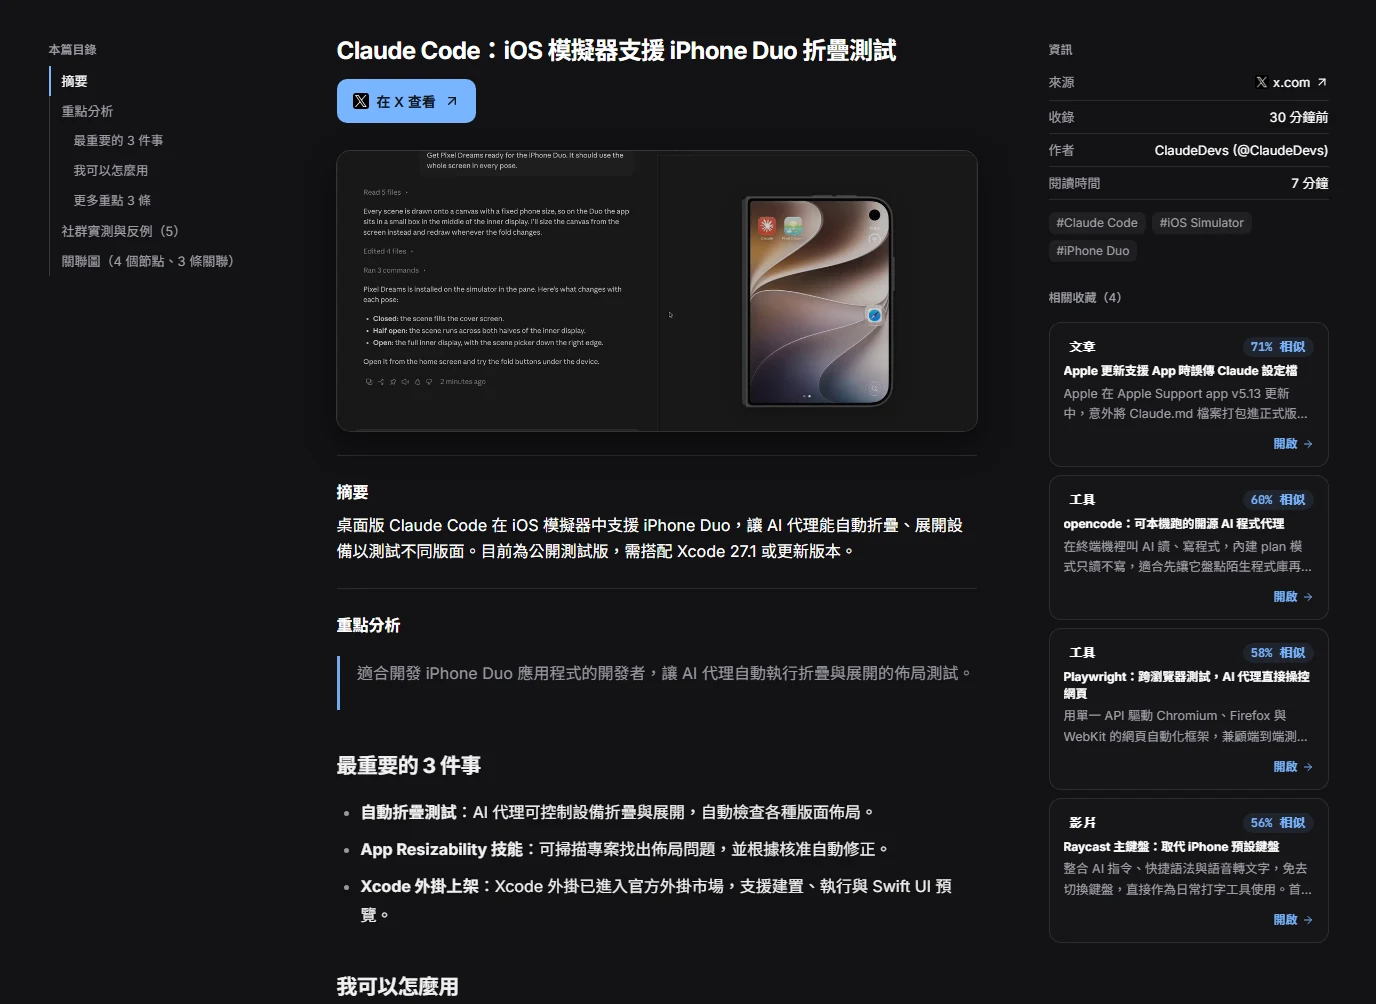 本篇目錄
摘要
重點分析
最重要的 3 件事
我可以怎麼用
更多重點 3 條
社群實測與反例（5）
關聯圖（4 個節點、3 條關聯）
Claude Code：iOS 模擬器支援 iPhone Duo 折疊測試
在 X 查看
Get Pixel Dreams ready for the iPhone Duo. It should use the
whole screen in every pose.
Read 5 files
Every scene is drawn onto a canvas with a fixed phone size, so on the Duo the app
sits in a small box in the middle of the inner display. I'll size the canvas from the
screen instead and redraw whenever the fold changes.
Edited 4 files
Ran 3 commands
Pixel Dreams is installed on the simulator in the pane. Here's what changes with
each pose:
• Closed: the scene fills the cover screen.
• Half open: the scene runs across both halves of the inner display.
• Open: the full inner display, with the scene picker down the right edge.
Open it from the home screen and try the fold buttons under the device.
2 minutes ago
Claude
摘要
桌面版 Claude Code 在 iOS 模擬器中支援 iPhone Duo，讓 AI 代理能自動折疊、展開設
備以測試不同版面。目前為公開測試版，需搭配 Xcode 27.1 或更新版本。
重點分析
適合開發 iPhone Duo 應用程式的開發者，讓 AI 代理自動執行折疊與展開的佈局測試。
最重要的 3 件事
• 自動折疊測試：AI 代理可控制設備折疊與展開，自動檢查各種版面佈局。
• App Resizability 技能：可掃描專案找出佈局問題，並根據核准自動修正。
• Xcode 外掛上架：Xcode 外掛已進入官方外掛市場，支援建置、執行與 Swift UI 預
覽。
我可以怎麼用
資訊
來源 x.com
收錄 30 分鐘前
作者 ClaudeDevs (@ClaudeDevs)
閱讀時間 7 分鐘
#Claude Code #iOS Simulator
#iPhone Duo
相關收藏（4）
文章 71% 相似
Apple 更新支援 App 時誤傳 Claude 設定檔
Apple 在 Apple Support app v5.13 更新
中，意外將 Claude.md 檔案打包進正式版...
開啟 →
工具 60% 相似
opencode：可本機跑的開源 AI 程式代理
在終端機裡叫 AI 讀、寫程式，內建 plan 模
式只讀不寫，適合先讓它盤點陌生程式庫再...
開啟 →
工具 58% 相似
Playwright：跨瀏覽器測試，AI 代理直接操控
網頁
用單一 API 驅動 Chromium、Firefox 與
WebKit 的網頁自動化框架，兼顧端到端測...
開啟 →
影片 56% 相似
Raycast 主鍵盤：取代 iPhone 預設鍵盤
整合 AI 指令、快捷語法與語音轉文字，免去
切換鍵盤，直接作為日常打字工具使用。首...
開啟 →